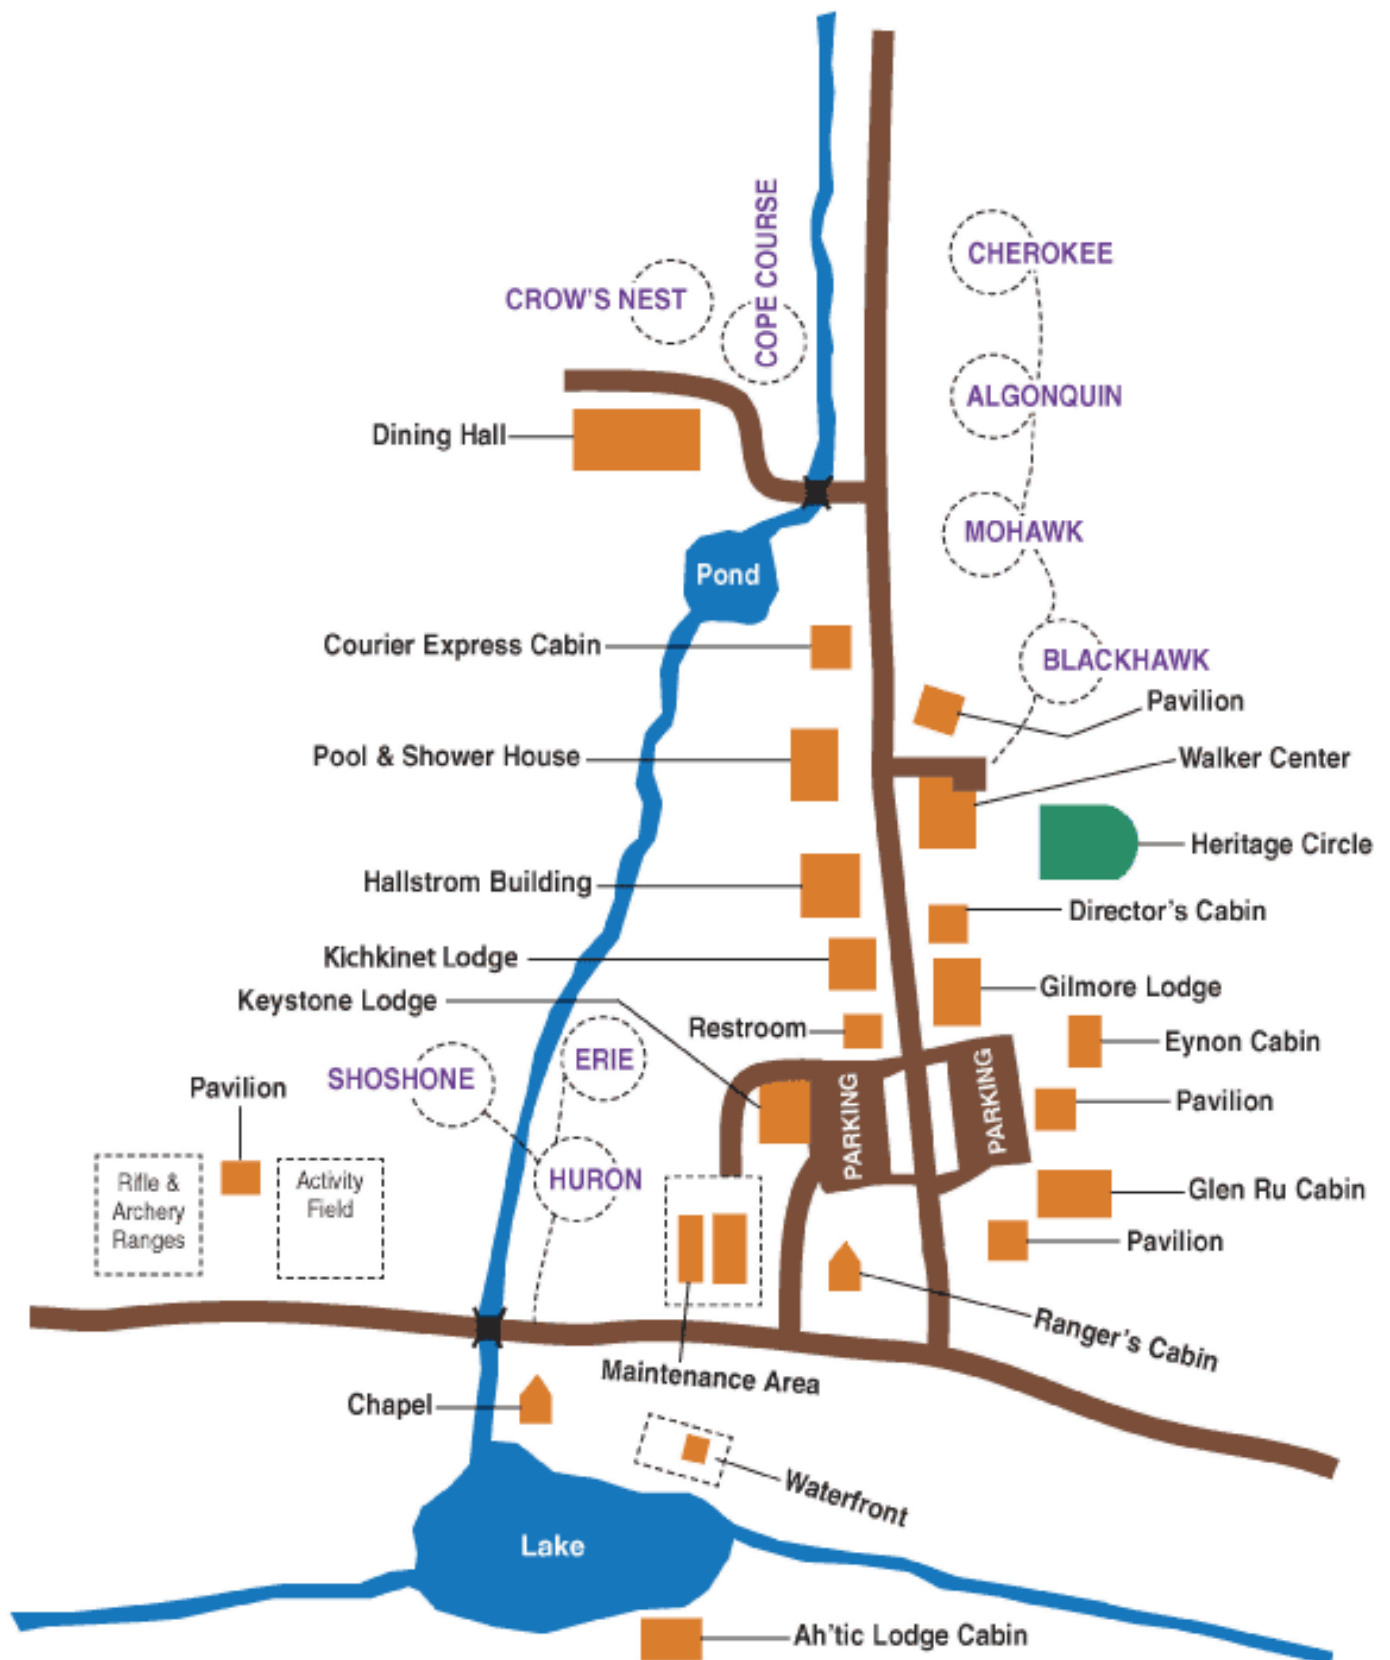 COPE COURSE
CHEROKEE
CROW'S NEST
ALGONQUIN
Dining Hall
MOHAWK
Pond
Courier Express Cabin
BLACKHAWK
Pavilion
Pool & Shower House
Walker Center
Heritage Circle
Hallstrom Building
Director's Cabin
Kichkinet Lodge
Gilmore Lodge
Keystone Lodge
Restroom
Eynon Cabin
ERIE
SHOSHONE
Pavilion
PARKING
PARKING
Pavilion
HURON
Rifle &
Archery
Ranges
Activity
Field
Glen Ru Cabin
Pavilion
Ranger's Cabin
Maintenance Area
Chapel
Waterfront
Lake
Ah'tic Lodge Cabin